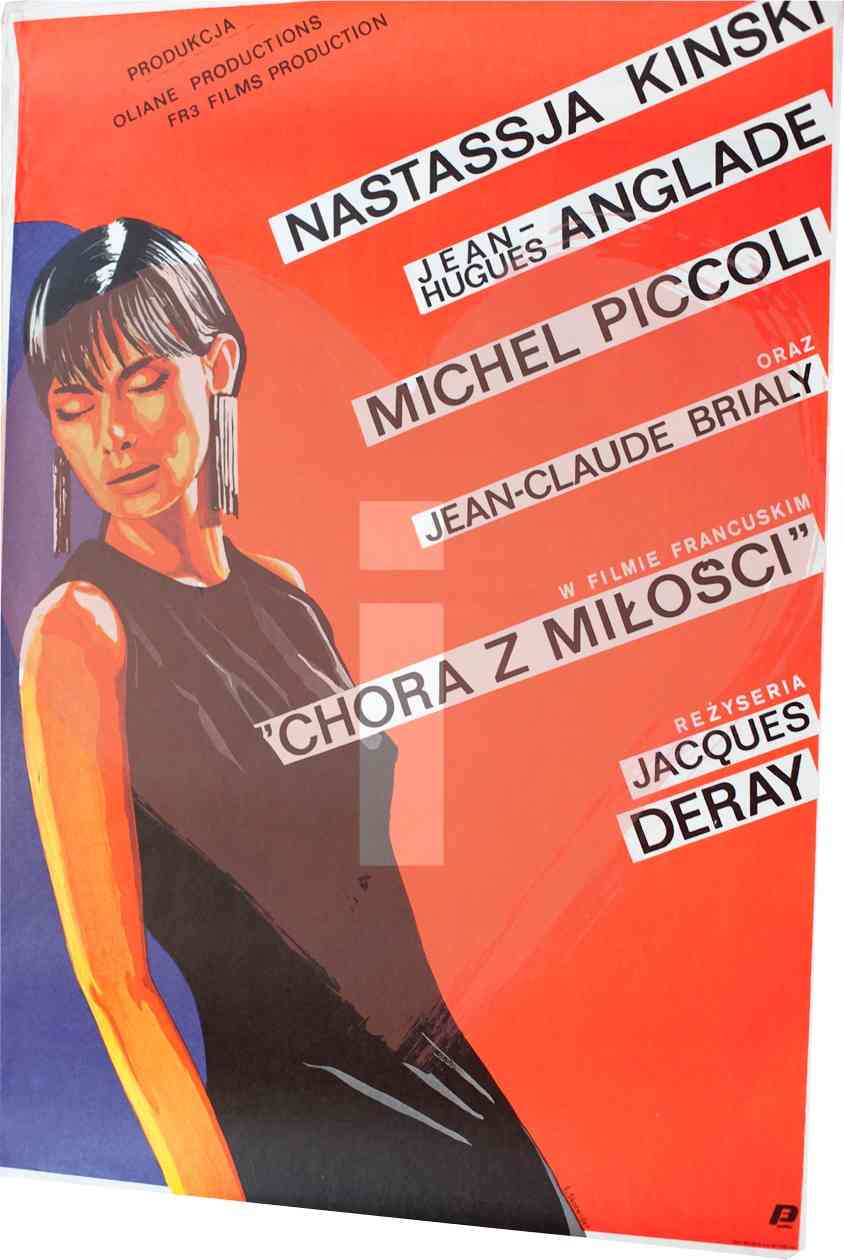 PRODUKCJA
OLIANE PRODUCTIONS
FR3 FILMS PRODUCTION
NASTASSJA KINSKI
JEAN-
HUGUES ANGLADE
MICHEL PICCOLI
ORAZ
JEAN-CLAUDE BRIALY
W FILMIE FRANCUSKIM
"CHORA Z MIŁOŚCI"
REŻYSERIA
JACQUES
DERAY